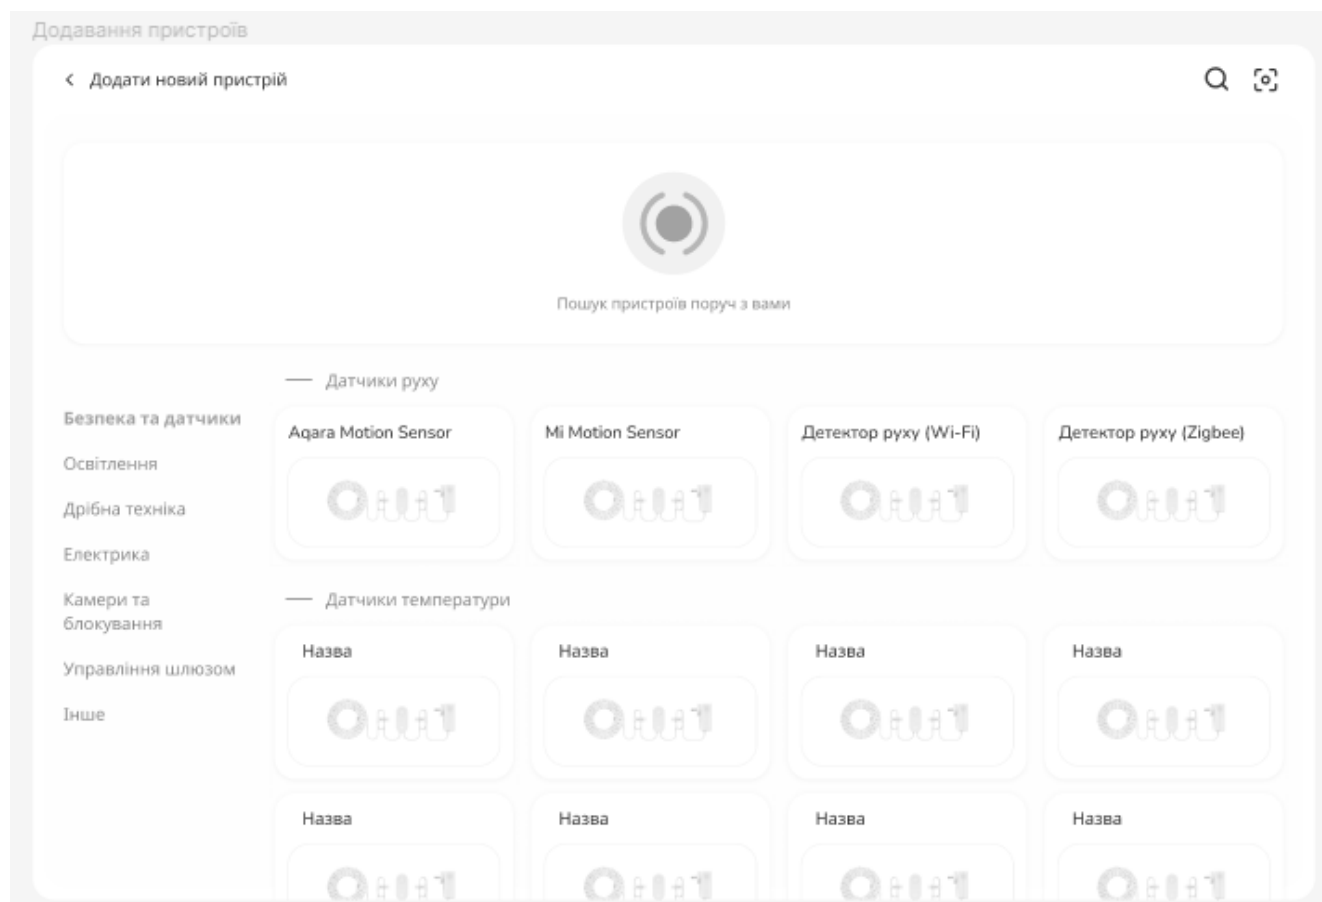 Додавання пристроїв
Додати новий пристрій
Пошук пристроїв поруч з вами
Безпека та датчики
Освітлення
Дрібна техніка
Електрика
Камери та
блокування
Управління шлюзом
Інше
Датчики руху
Aqara Motion Sensor
Mi Motion Sensor
Детектор руху (Wi-Fi)
Детектор руху (Zigbee)
Датчики температури
Назва
Назва
Назва
Назва
Назва
Назва
Назва
Назва